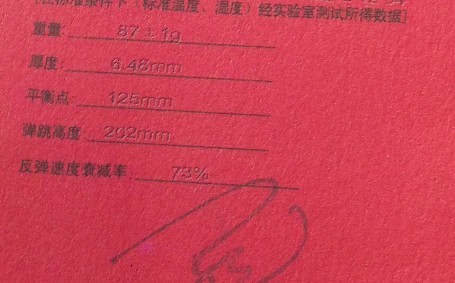 [在标准条件下（标准温度、湿度）经实验室测试所得数据]
重量: 87±1g
厚度: 6.48mm
平衡点: 125mm
弹跳高度: 202mm
反弹速度衰减率: 73%